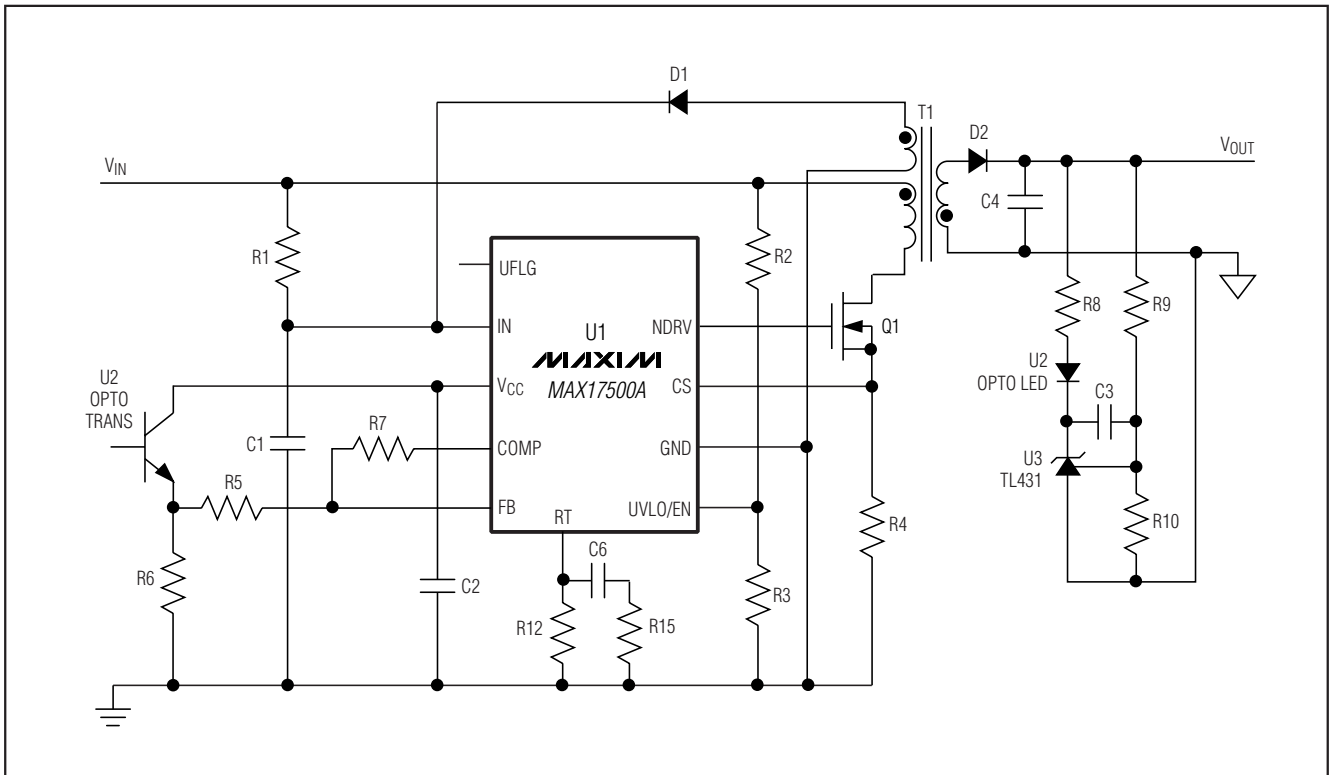 D1
T1
D2
VIN
VOUT
R1
UFLG
R2
C4
IN
U1
NDRV
Q1
R8
R9
MAXIM
U2
OPTO
TRANS
VCC
MAX17500A
CS
U2
OPTO LED
C3
C1
R7
COMP
GND
U3
TL431
R5
FB
UVLO/EN
R4
R10
RT
R6
C2
C6
R3
R12
R15